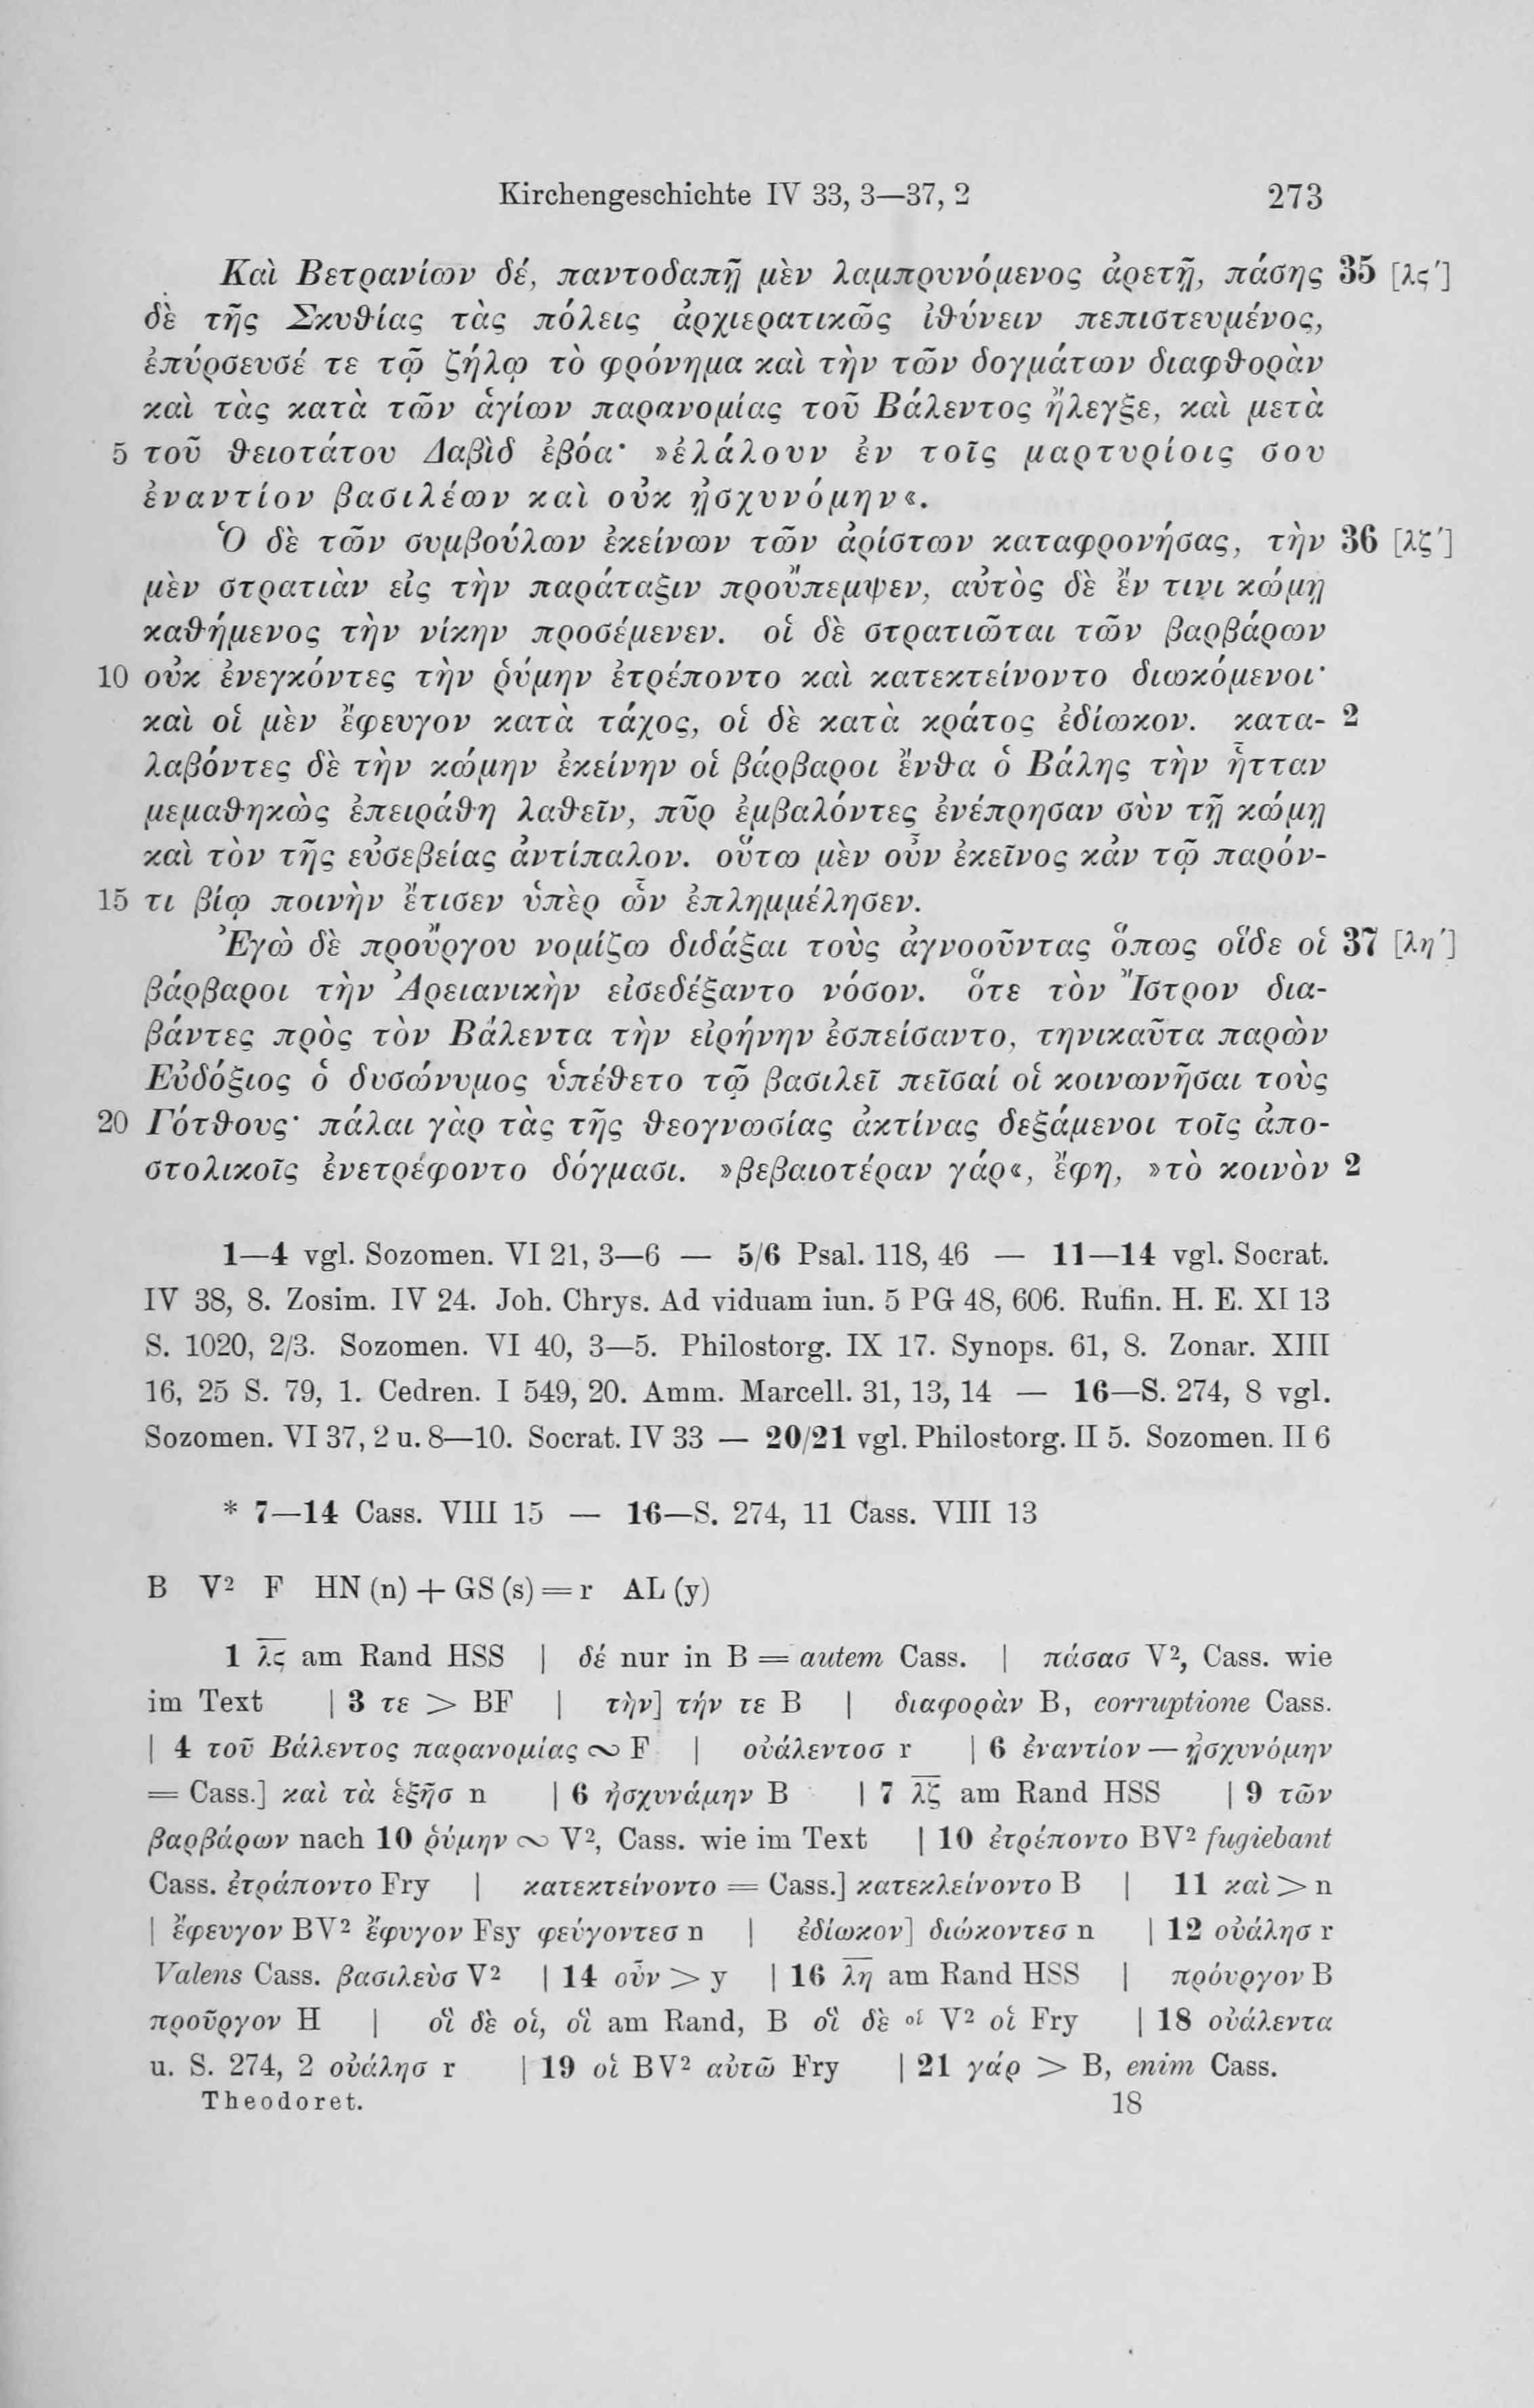 Kirchengeschichte IV 33, 3—37, 2 273
Καὶ Βετρανίων δέ, παντοδαπῇ μὲν λαμπρυνόμενος ἀρετῇ, πάσης 35 [λς′]
δὲ τῆς Σκυθίας τὰς πόλεις ἀρχιερατικῶς ἰθύνειν πεπιστευμένος,
ἐπύρσευσέ τε τῷ ζήλῳ τὸ φρόνημα καὶ τὴν τῶν δογμάτων διαφθορὰν
καὶ τὰς κατὰ τῶν ἁγίων παρανομίας τοῦ Βάλεντος ἤλεγξε, καὶ μετὰ
5 τοῦ θειοτάτου Δαβὶδ ἐβόα· »ἐλάλουν ἐν τοῖς μαρτυρίοις σου
ἐναντίον βασιλέων καὶ οὐκ ᾐσχυνόμην«.
Ὁ δὲ τῶν συμβούλων ἐκείνων τῶν ἀρίστων καταφρονήσας, τὴν 36 [λζ′]
μὲν στρατιὰν εἰς τὴν παράταξιν προὔπεμψεν, αὐτὸς δὲ ἔν τινι κώμῃ
καθήμενος τὴν νίκην προσέμενεν. οἱ δὲ στρατιῶται τῶν βαρβάρων
10 οὐκ ἐνεγκόντες τὴν ῥύμην ἐτρέποντο καὶ κατεκτείνοντο διωκόμενοι·
καὶ οἱ μὲν ἔφευγον κατὰ τάχος, οἱ δὲ κατὰ κράτος ἐδίωκον. κατα- 2
λαβόντες δὲ τὴν κώμην ἐκείνην οἱ βάρβαροι ἔνθα ὁ Βάλης τὴν ἧτταν
μεμαθηκὼς ἐπειράθη λαθεῖν, πῦρ ἐμβαλόντες ἐνέπρησαν σὺν τῇ κώμῃ
καὶ τὸν τῆς εὐσεβείας ἀντίπαλον. οὕτω μὲν οὖν ἐκεῖνος κἀν τῷ παρόν-
15 τι βίῳ ποινὴν ἔτισεν ὑπὲρ ὧν ἐπλημμέλησεν.
Ἐγὼ δὲ προὔργου νομίζω διδάξαι τοὺς ἀγνοοῦντας ὅπως οἵδε οἱ 37 [λη′]
βάρβαροι τὴν Ἀρειανικὴν εἰσεδέξαντο νόσον. ὅτε τὸν Ἴστρον δια-
βάντες πρὸς τὸν Βάλεντα τὴν εἰρήνην ἐσπείσαντο, τηνικαῦτα παρὼν
Εὐδόξιος ὁ δυσώνυμος ὑπέθετο τῷ βασιλεῖ πεῖσαί οἱ κοινωνῆσαι τοὺς
20 Γότθους· πάλαι γὰρ τὰς τῆς θεογνωσίας ἀκτίνας δεξάμενοι τοῖς ἀπο-
στολικοῖς ἐνετρέφοντο δόγμασι. »βεβαιοτέραν γάρ«, ἔφη, »τὸ κοινὸν 2
1—4 vgl. Sozomen. VI 21, 3—6 — 5/6 Psal. 118, 46 — 11—14 vgl. Socrat.
IV 38, 8. Zosim. IV 24. Joh. Chrys. Ad viduam iun. 5 PG 48, 606. Rufin. H. E. XI 13
S. 1020, 2/3. Sozomen. VI 40, 3—5. Philostorg. IX 17. Synops. 61, 8. Zonar. XIII
16, 25 S. 79, 1. Cedren. I 549, 20. Amm. Marcell. 31, 13, 14 — 16—S. 274, 8 vgl.
Sozomen. VI 37, 2 u. 8—10. Socrat. IV 33 — 20/21 vgl. Philostorg. II 5. Sozomen. II 6
* 7—14 Cass. VIII 15 — 16—S. 274, 11 Cass. VIII 13
B V² F HN (n) + GS (s) = r AL (y)
1 λς am Rand HSS | δέ nur in B = autem Cass. | πάσασ V², Cass. wie
im Text | 3 τε > BF | τὴν] τήν τε B | διαφορὰν B, corruptione Cass.
| 4 τοῦ Βάλεντος παρανομίας ∾ F | οὐάλεντοσ r | 6 ἐναντίον — ᾐσχυνόμην
= Cass.] καὶ τὰ ἑξῆσ n | 6 ᾐσχυνάμην B | 7 λζ am Rand HSS | 9 τῶν
βαρβάρων nach 10 ῥύμην ∾ V², Cass. wie im Text | 10 ἐτρέποντο BV² fugiebant
Cass. ἐτράποντο Fry | κατεκτείνοντο = Cass.] κατεκλείνοντο B | 11 καὶ > n
| ἔφευγον BV² ἔφυγον Fsy φεύγοντεσ n | ἐδίωκον] διώκοντεσ n | 12 οὐάλησ r
Valens Cass. βασιλεὺσ V² | 14 οὖν > y | 16 λη am Rand HSS | πρόυργον B
προῦργον H | οἳ δὲ οἱ, οἳ am Rand, B οἳ δὲ οἱ V² οἱ Fry | 18 οὐάλεντα
u. S. 274, 2 οὐάλησ r | 19 οἱ BV² αὐτῶ Fry | 21 γάρ > B, enim Cass.
Theodoret. 18